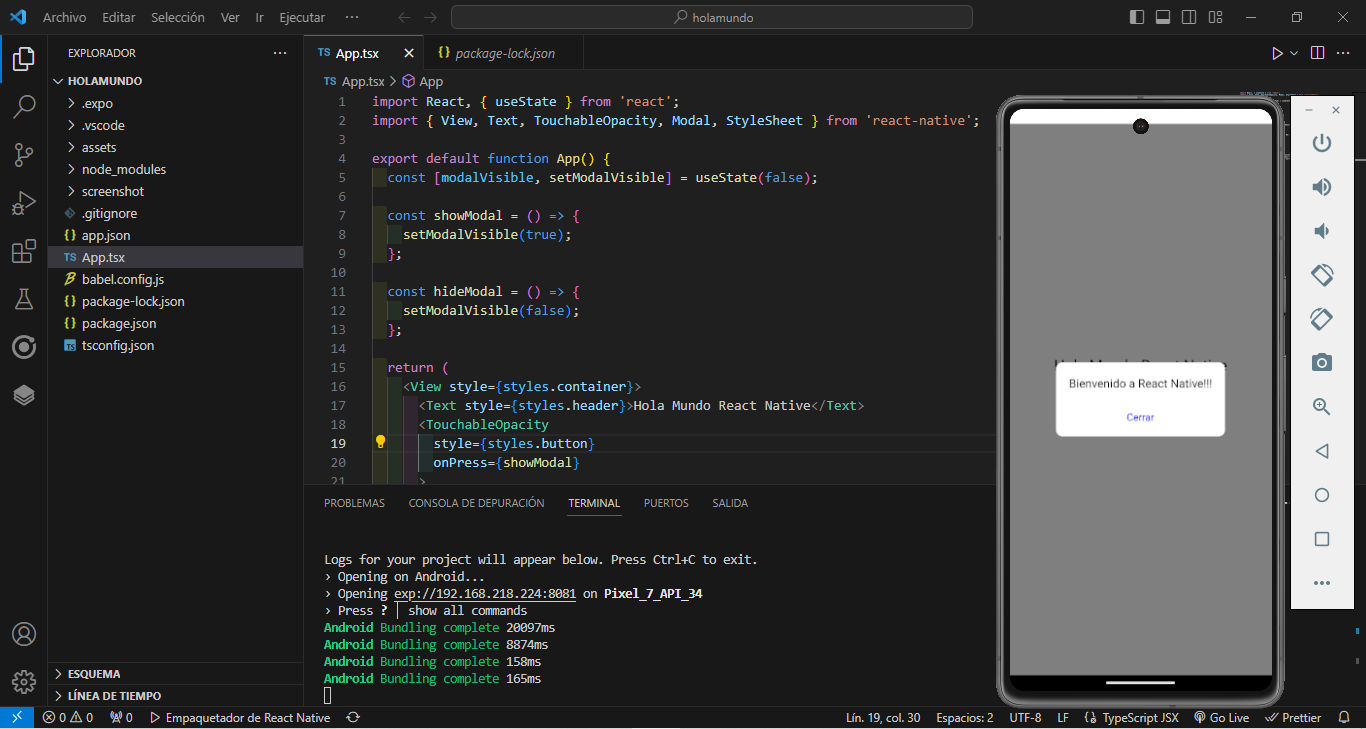 Archivo Editar Selección Ver Ir Ejecutar ··· holamundo
EXPLORADOR
HOLAMUNDO
.expo
.vscode
assets
node_modules
screenshot
.gitignore
app.json
App.tsx
babel.config.js
package-lock.json
package.json
tsconfig.json
ESQUEMA
LÍNEA DE TIEMPO
TS App.tsx {} package-lock.json
TS App.tsx > App
1 import React, { useState } from 'react';
2 import { View, Text, TouchableOpacity, Modal, StyleSheet } from 'react-native';
3
4 export default function App() {
5 const [modalVisible, setModalVisible] = useState(false);
6
7 const showModal = () => {
8 setModalVisible(true);
9 };
10
11 const hideModal = () => {
12 setModalVisible(false);
13 };
14
15 return (
16 <View style={styles.container}>
17 <Text style={styles.header}>Hola Mundo React Native</Text>
18 <TouchableOpacity
19 style={styles.button}
20 onPress={showModal}
21 >
PROBLEMAS CONSOLA DE DEPURACIÓN TERMINAL PUERTOS SALIDA
Logs for your project will appear below. Press Ctrl+C to exit.
› Opening on Android...
› Opening exp://192.168.218.224:8081 on Pixel_7_API_34
› Press ? │ show all commands
Android Bundling complete 20097ms
Android Bundling complete 8874ms
Android Bundling complete 158ms
Android Bundling complete 165ms
Bienvenido a React Native!!!
Cerrar
0 0 0 Empaquetador de React Native Lín. 19, col. 30 Espacios: 2 UTF-8 LF {} TypeScript JSX Go Live Prettier